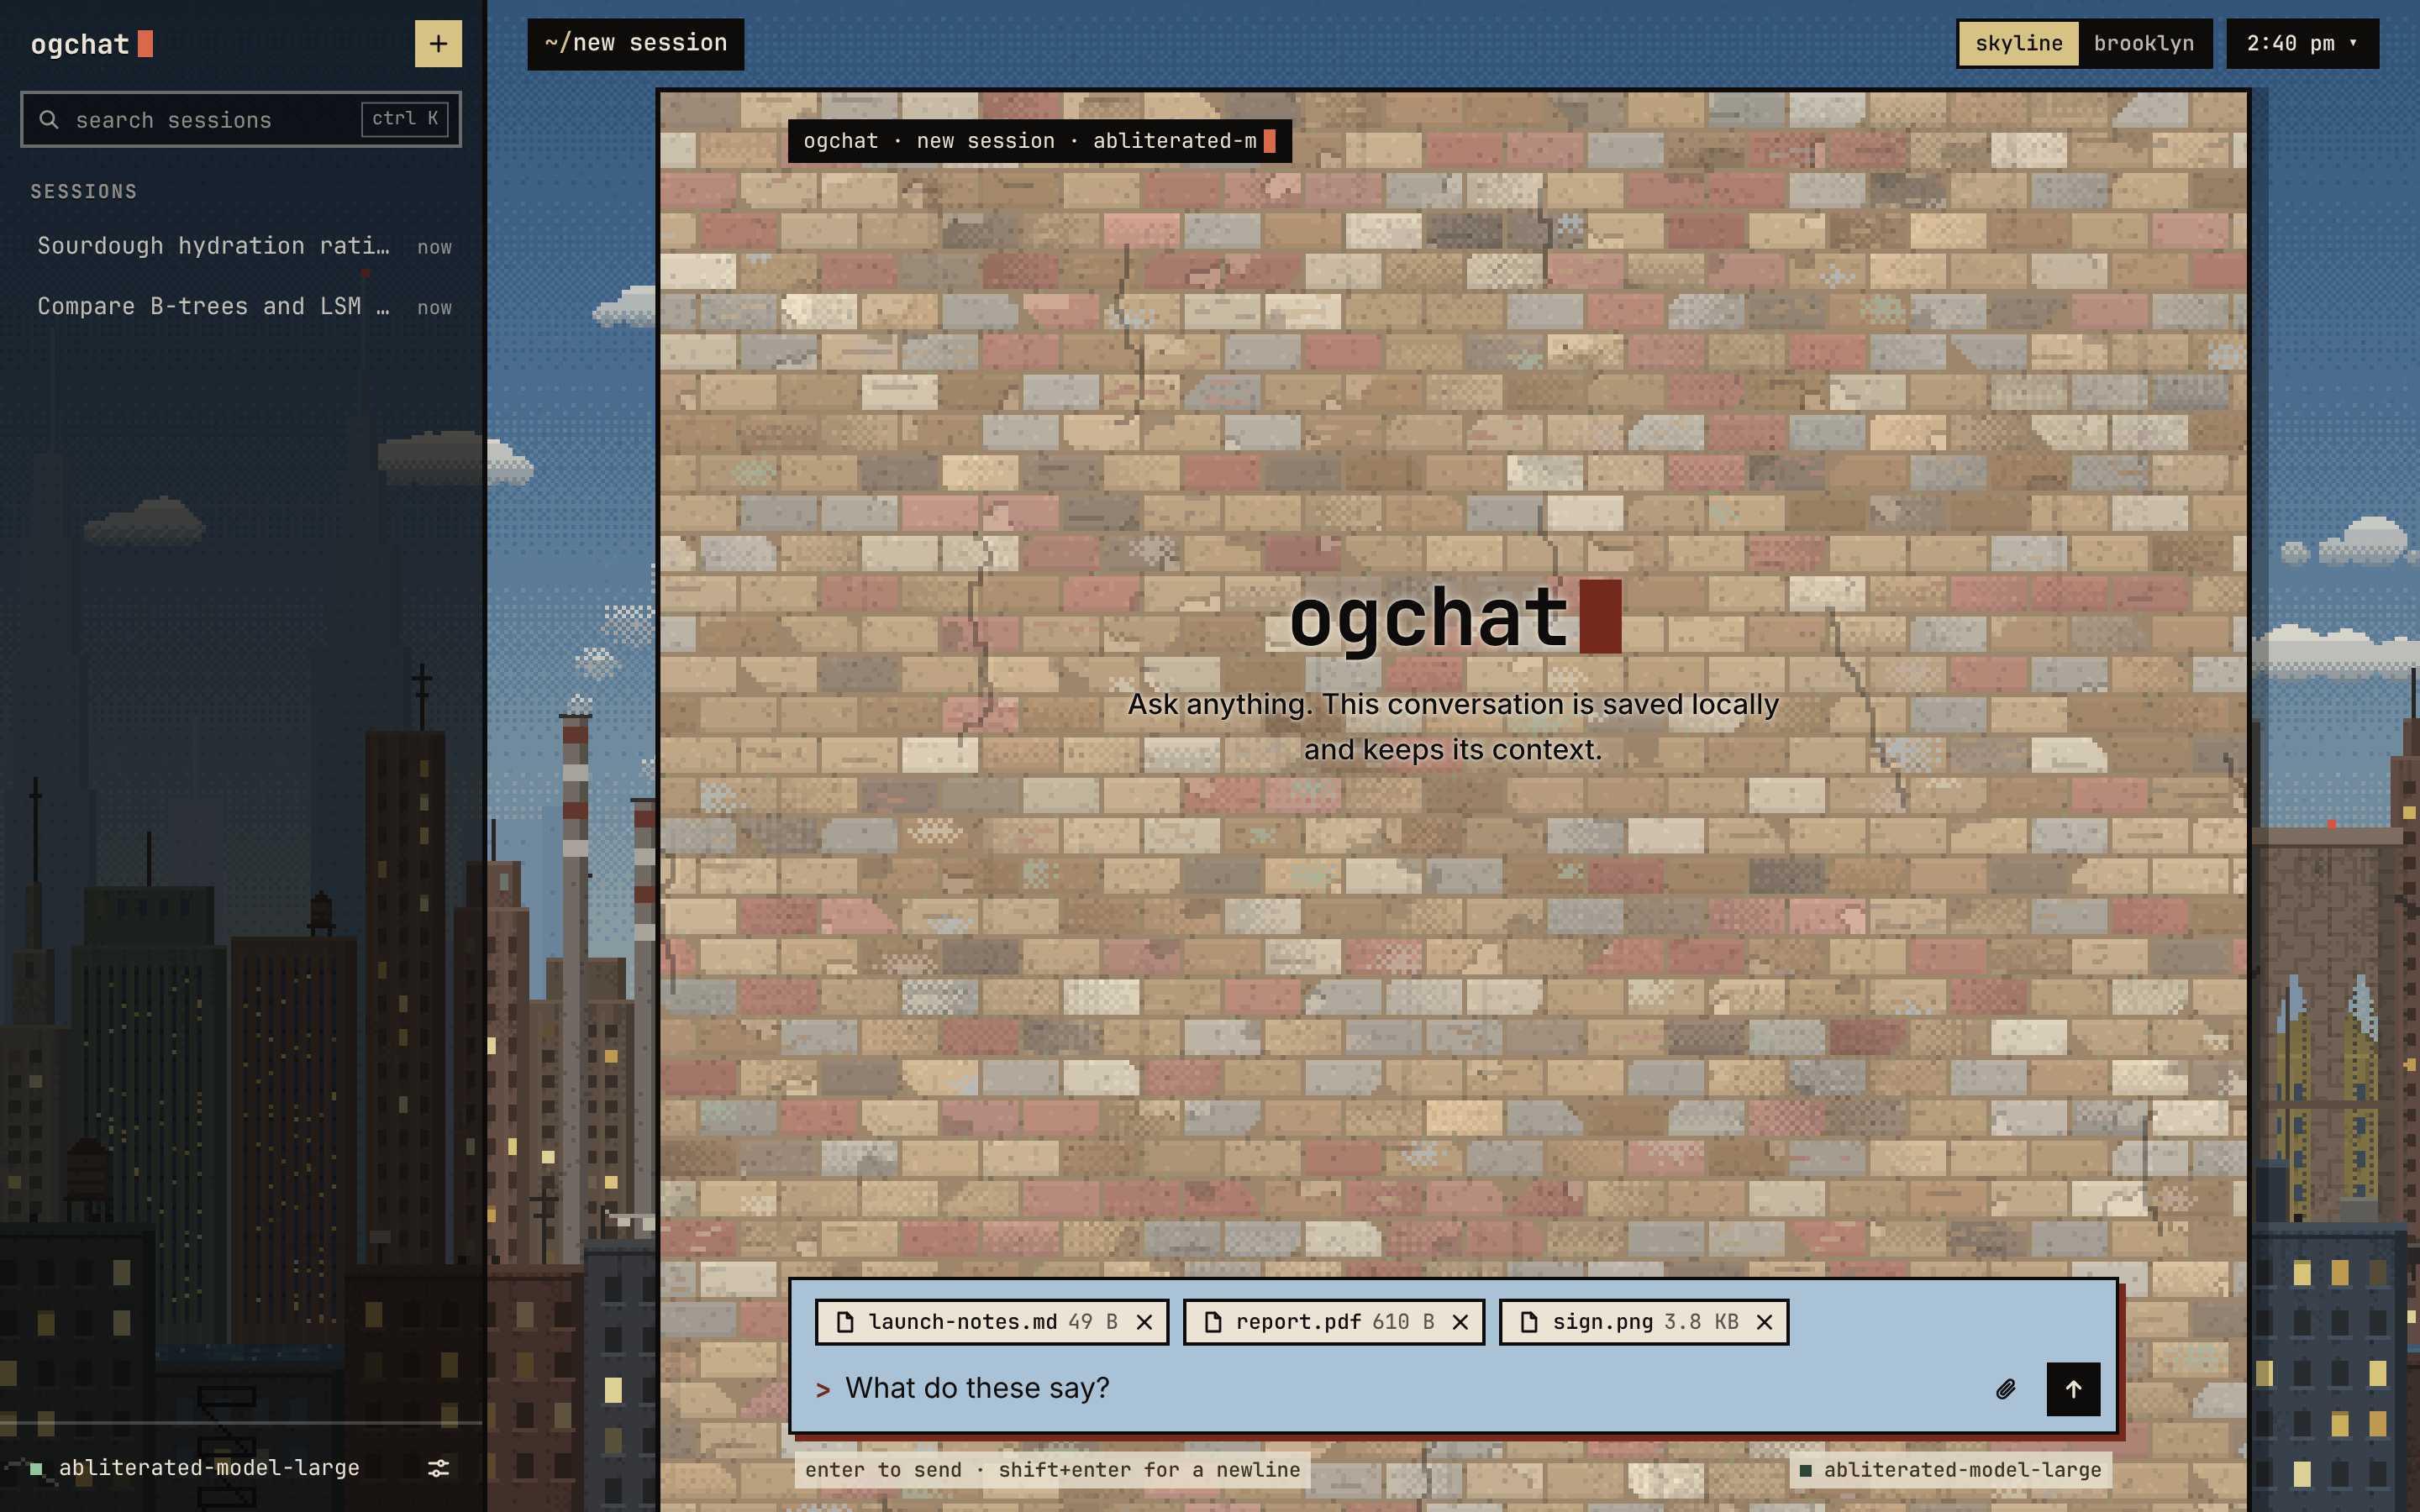 ogchat
+
search sessions ctrl K
SESSIONS
Sourdough hydration rati… now
Compare B-trees and LSM … now
abliterated-model-large
~/new session
skyline brooklyn 2:40 pm
ogchat · new session · abliterated-m
ogchat
Ask anything. This conversation is saved locally
and keeps its context.
launch-notes.md 49 B report.pdf 610 B sign.png 3.8 KB
> What do these say?
enter to send · shift+enter for a newline abliterated-model-large